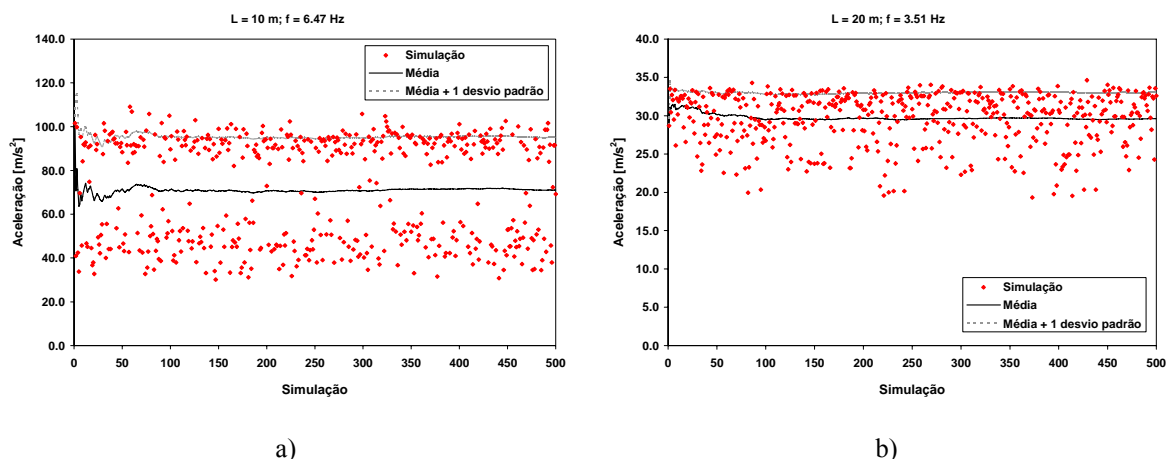 L = 10 m; f = 6.47 Hz
140.0
120.0
100.0
80.0
60.0
40.0
20.0
0.0
Aceleração [m/s²]
0 50 100 150 200 250 300 350 400 450 500
Simulação
Simulação
Média
Média + 1 desvio padrão
a)
L = 20 m; f = 3.51 Hz
40.0
35.0
30.0
25.0
20.0
15.0
10.0
5.0
0.0
Aceleração [m/s²]
0 50 100 150 200 250 300 350 400 450 500
Simulação
Simulação
Média
Média + 1 desvio padrão
b)